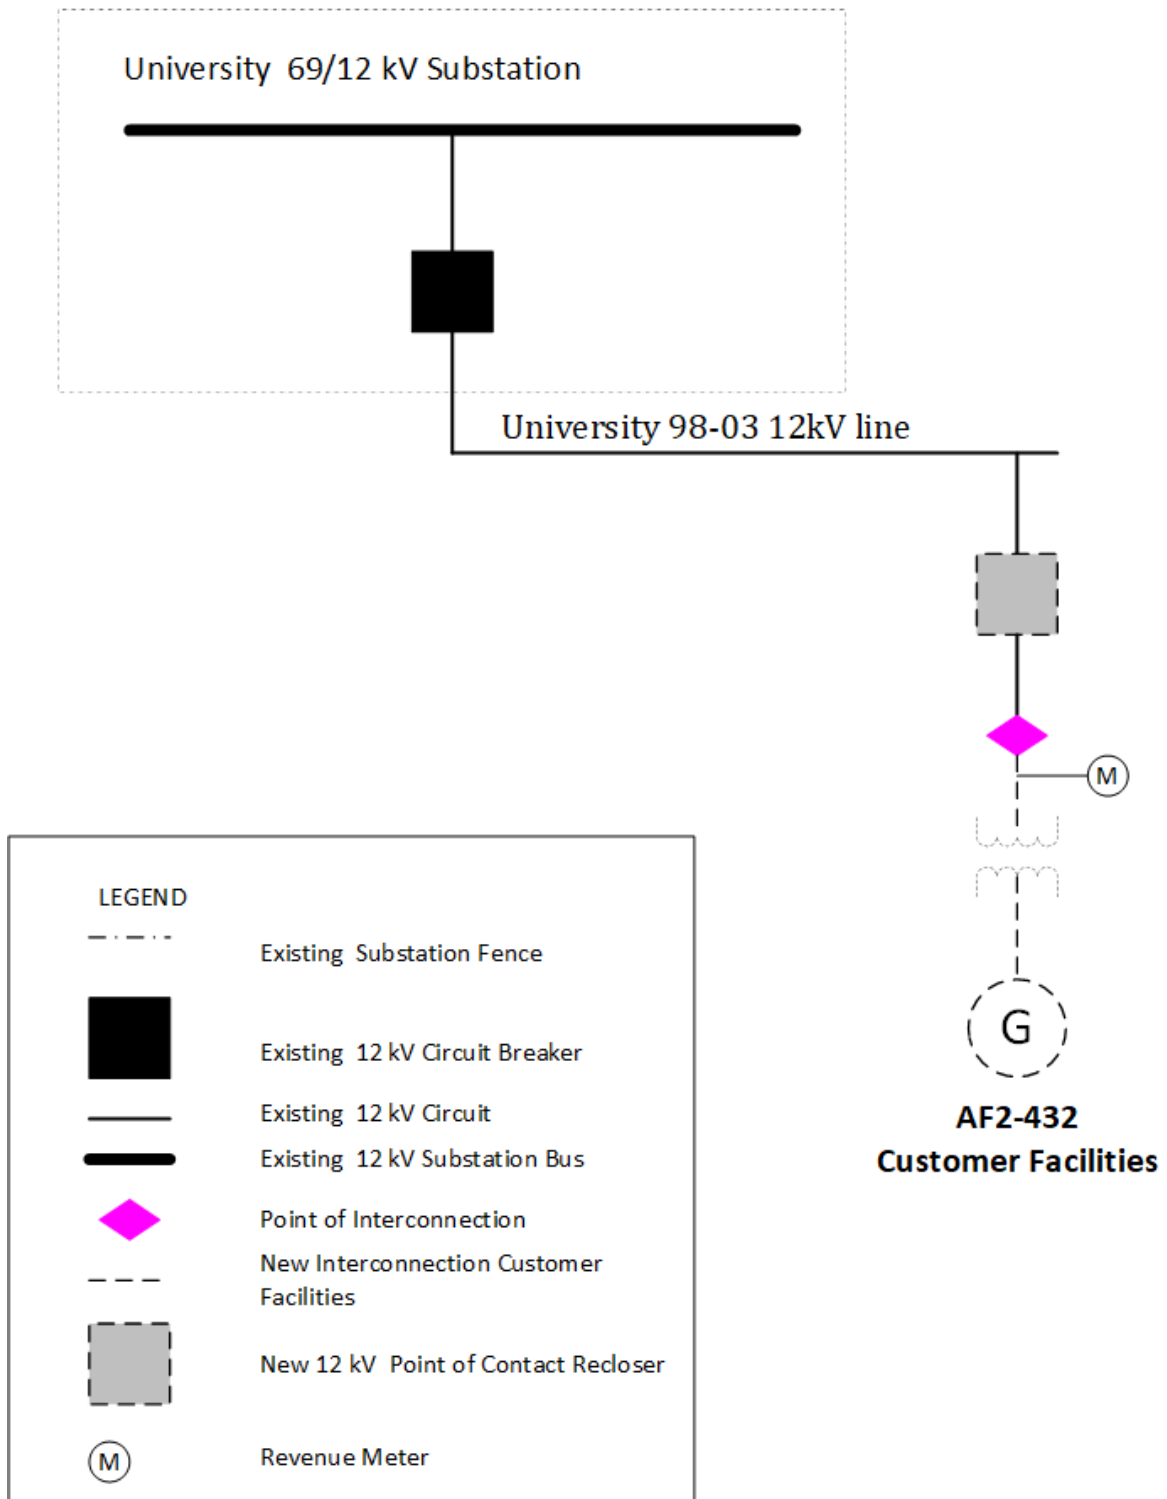 University 69/12 kV Substation
University 98-03 12kV line
M
G
AF2-432
Customer Facilities
LEGEND
Existing Substation Fence
Existing 12 kV Circuit Breaker
Existing 12 kV Circuit
Existing 12 kV Substation Bus
Point of Interconnection
New Interconnection Customer
Facilities
New 12 kV Point of Contact Recloser
M Revenue Meter